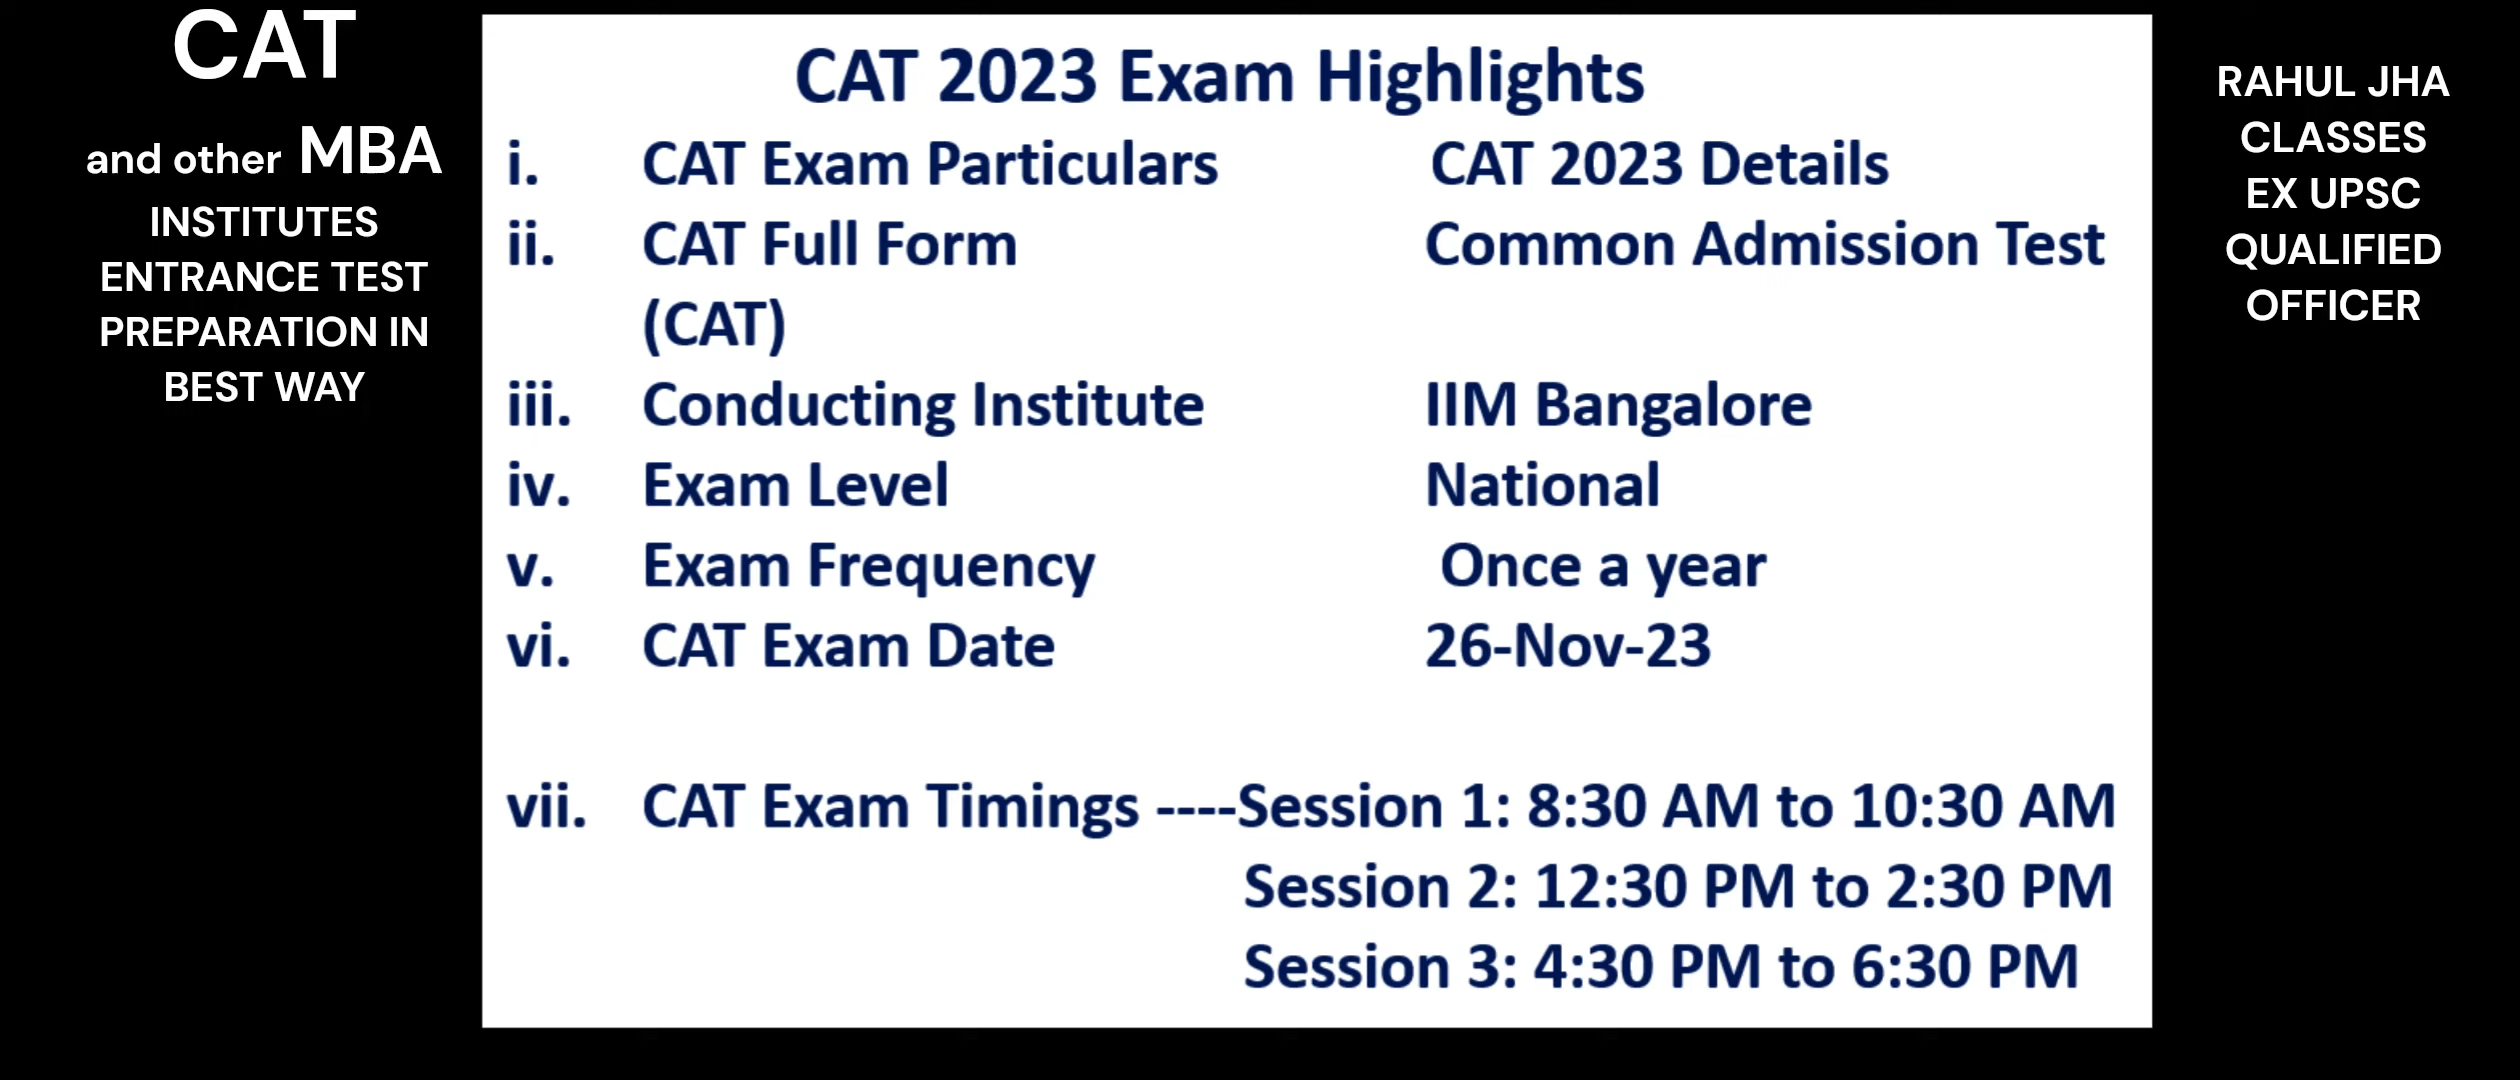 CAT
and other MBA
INSTITUTES
ENTRANCE TEST
PREPARATION IN
BEST WAY
CAT 2023 Exam Highlights
i. CAT Exam Particulars CAT 2023 Details
ii. CAT Full Form Common Admission Test
(CAT)
iii. Conducting Institute IIM Bangalore
iv. Exam Level National
v. Exam Frequency Once a year
vi. CAT Exam Date 26-Nov-23
vii. CAT Exam Timings ----Session 1: 8:30 AM to 10:30 AM
Session 2: 12:30 PM to 2:30 PM
Session 3: 4:30 PM to 6:30 PM
RAHUL JHA
CLASSES
EX UPSC
QUALIFIED
OFFICER